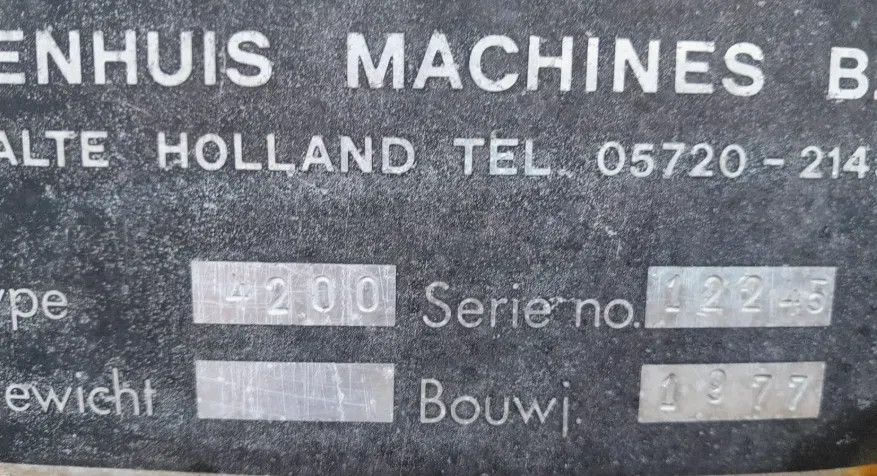 ENHUIS MACHINES B.
ALTE HOLLAND TEL. 05720-214
ype 4200 Serie no. 12245
ewicht Bouwj. 1977